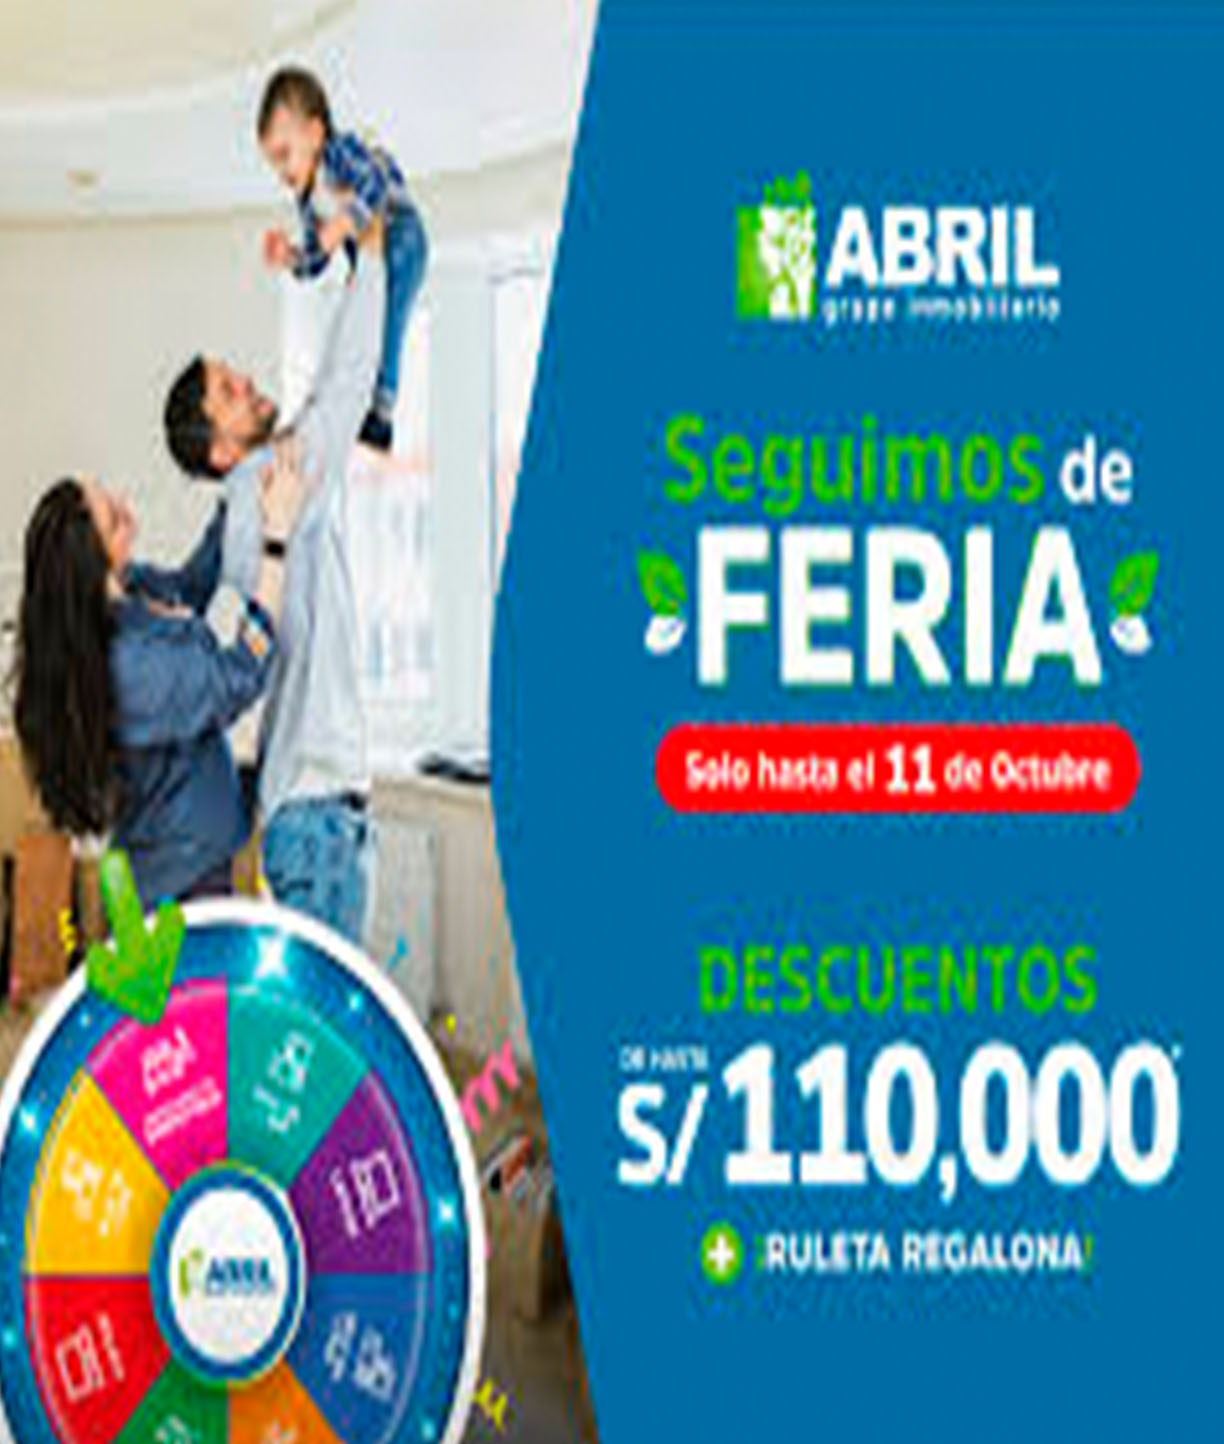 ABRIL
grupo inmobiliario
Seguimos de
FERIA
Solo hasta el 11 de Octubre
DESCUENTOS
DE HASTA
S/110,000*
+ ¡RULETA REGALONA!
ABRIL